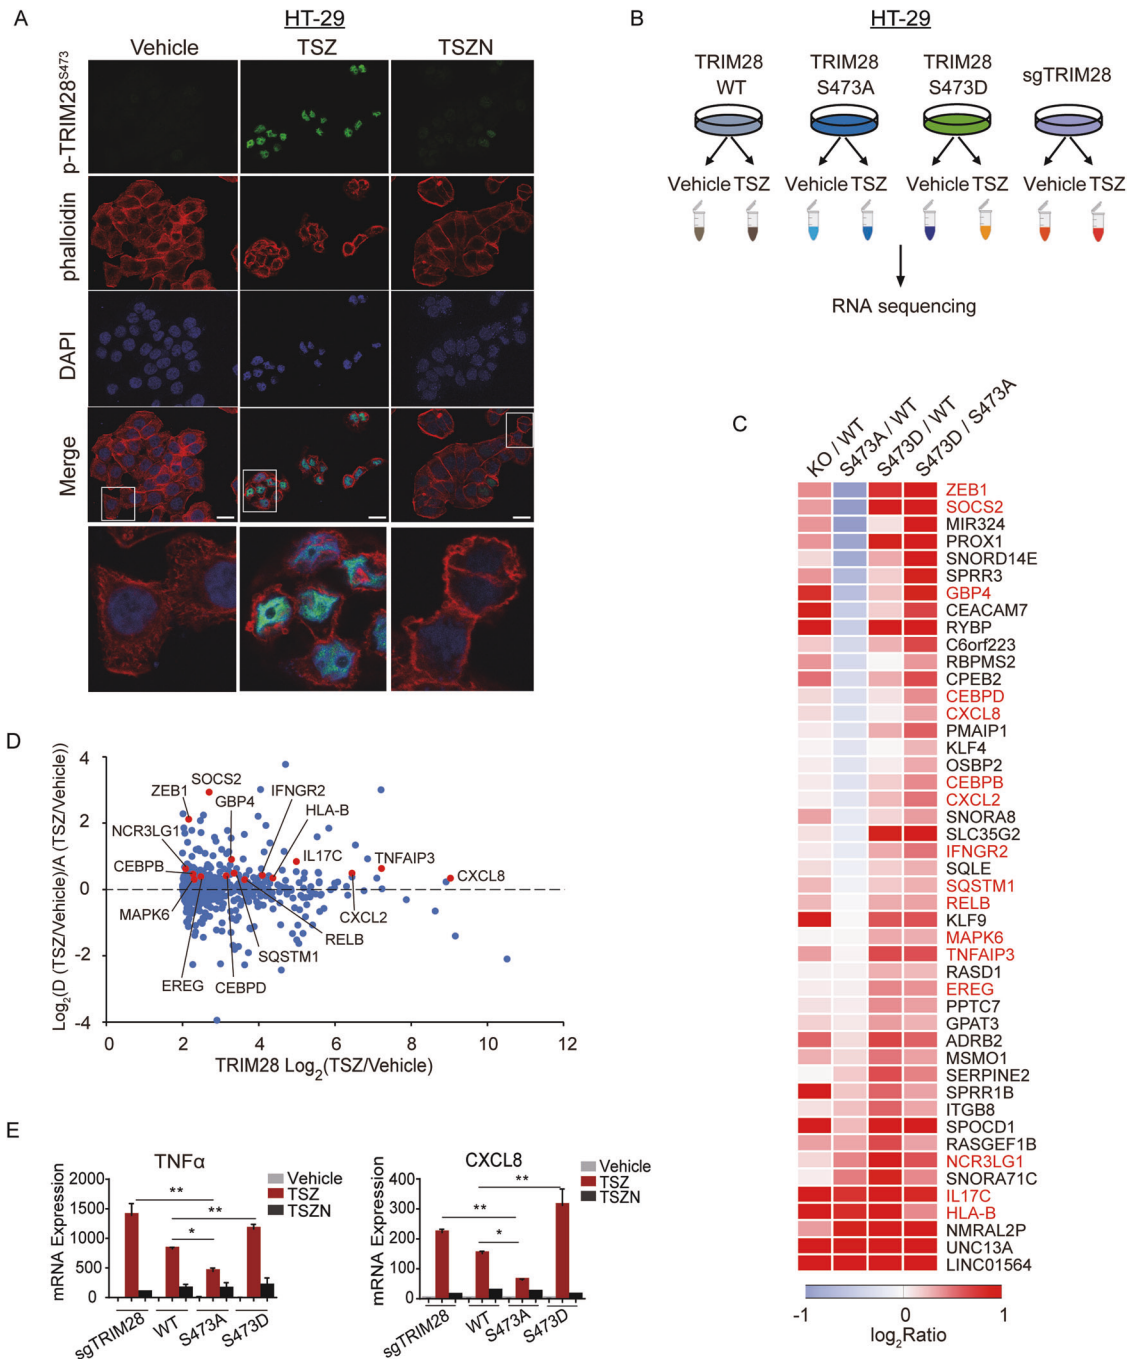 A
HT-29
Vehicle TSZ TSZN
p-TRIM28S473
phalloidin
DAPI
Merge
B
HT-29
TRIM28 WT
TRIM28 S473A
TRIM28 S473D
sgTRIM28
Vehicle TSZ Vehicle TSZ Vehicle TSZ Vehicle TSZ
RNA sequencing
C
KO / WT
S473A / WT
S473D / WT
S473D / S473A
ZEB1
SOCS2
MIR324
PROX1
SNORD14E
SPRR3
GBP4
CEACAM7
RYBP
C6orf223
RBPMS2
CPEB2
CEBPD
CXCL8
PMAIP1
KLF4
OSBP2
CEBPB
CXCL2
SNORA8
SLC35G2
IFNGR2
SQLE
SQSTM1
RELB
KLF9
MAPK6
TNFAIP3
RASD1
EREG
PPTC7
GPAT3
ADRB2
MSMO1
SERPINE2
SPRR1B
ITGB8
SPOCD1
RASGEF1B
NCR3LG1
SNORA71C
IL17C
HLA-B
NMRAL2P
UNC13A
LINC01564
-1 0 1
log2Ratio
D
Log2(D (TSZ/Vehicle)/A (TSZ/Vehicle))
4
2
0
-2
-4
SOCS2
ZEB1
IFNGR2
GBP4
HLA-B
NCR3LG1
IL17C
TNFAIP3
CEBPB
CXCL8
MAPK6
CXCL2
RELB
SQSTM1
EREG
CEBPD
0 2 4 6 8 10 12
TRIM28 Log2(TSZ/Vehicle)
E
TNFα
mRNA Expression
2000
1500
1000
500
0
**
**
*
Vehicle
TSZ
TSZN
sgTRIM28 WT S473A S473D
CXCL8
mRNA Expression
400
300
200
100
0
**
**
*
Vehicle
TSZ
TSZN
sgTRIM28 WT S473A S473D